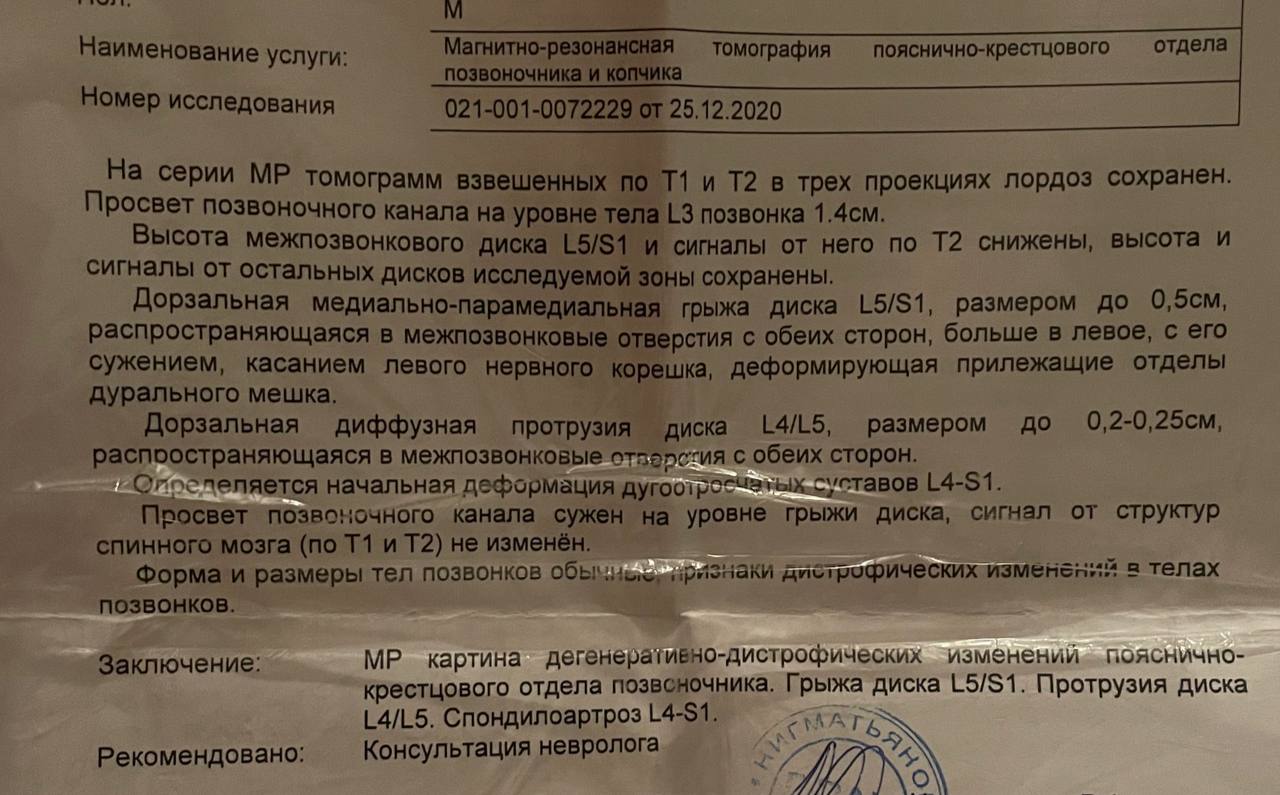 Пол:
М
Наименование услуги:
Магнитно-резонансная томография пояснично-крестцового отдела
позвоночника и копчика
Номер исследования
021-001-0072229 от 25.12.2020
На серии МР томограмм взвешенных по Т1 и Т2 в трех проекциях лордоз сохранен.
Просвет позвоночного канала на уровне тела L3 позвонка 1.4см.
Высота межпозвонкового диска L5/S1 и сигналы от него по Т2 снижены, высота и
сигналы от остальных дисков исследуемой зоны сохранены.
Дорзальная медиально-парамедиальная грыжа диска L5/S1, размером до 0,5см,
распространяющаяся в межпозвонковые отверстия с обеих сторон, больше в левое, с его
сужением, касанием левого нервного корешка, деформирующая прилежащие отделы
дурального мешка.
Дорзальная диффузная протрузия диска L4/L5, размером до 0,2-0,25см,
распространяющаяся в межпозвонковые отверстия с обеих сторон.
Определяется начальная деформация дугоотросчатых суставов L4-S1.
Просвет позвоночного канала сужен на уровне грыжи диска, сигнал от структур
спинного мозга (по Т1 и Т2) не изменён.
Форма и размеры тел позвонков обычные, признаки дистрофических изменений в телах
позвонков.
Заключение:
МР картина дегенеративно-дистрофических изменений пояснично-
крестцового отдела позвоночника. Грыжа диска L5/S1. Протрузия диска
L4/L5. Спондилоартроз L4-S1.
Рекомендовано:
Консультация невролога